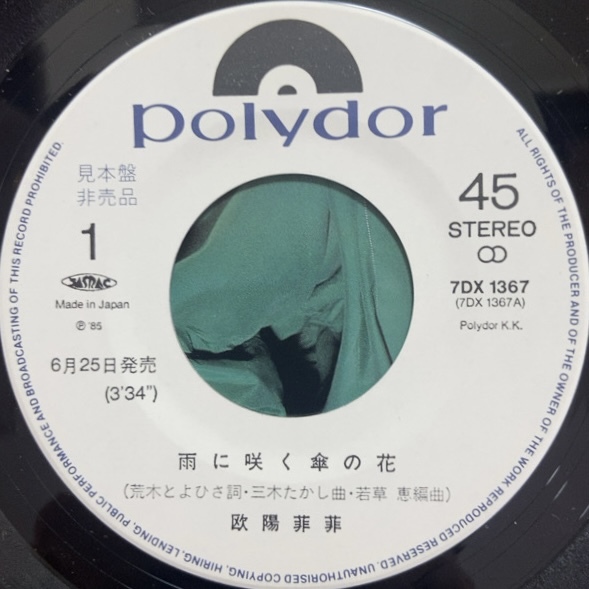 polydor
見本盤
非売品
1
JASRAC
Made in Japan
℗ '85
6月25日発売
(3'34")
45
STEREO
7DX 1367
(7DX 1367A)
Polydor K.K.
雨に咲く傘の花
(荒木とよひさ詞・三木たかし曲・若草 恵編曲)
欧陽菲菲
ALL RIGHTS OF THE PRODUCER AND OF THE OWNER OF THE WORK REPRODUCED RESERVED. UNAUTHORISED COPYING, HIRING, LENDING, PUBLIC PERFORMANCE AND BROADCASTING OF THIS RECORD PROHIBITED.